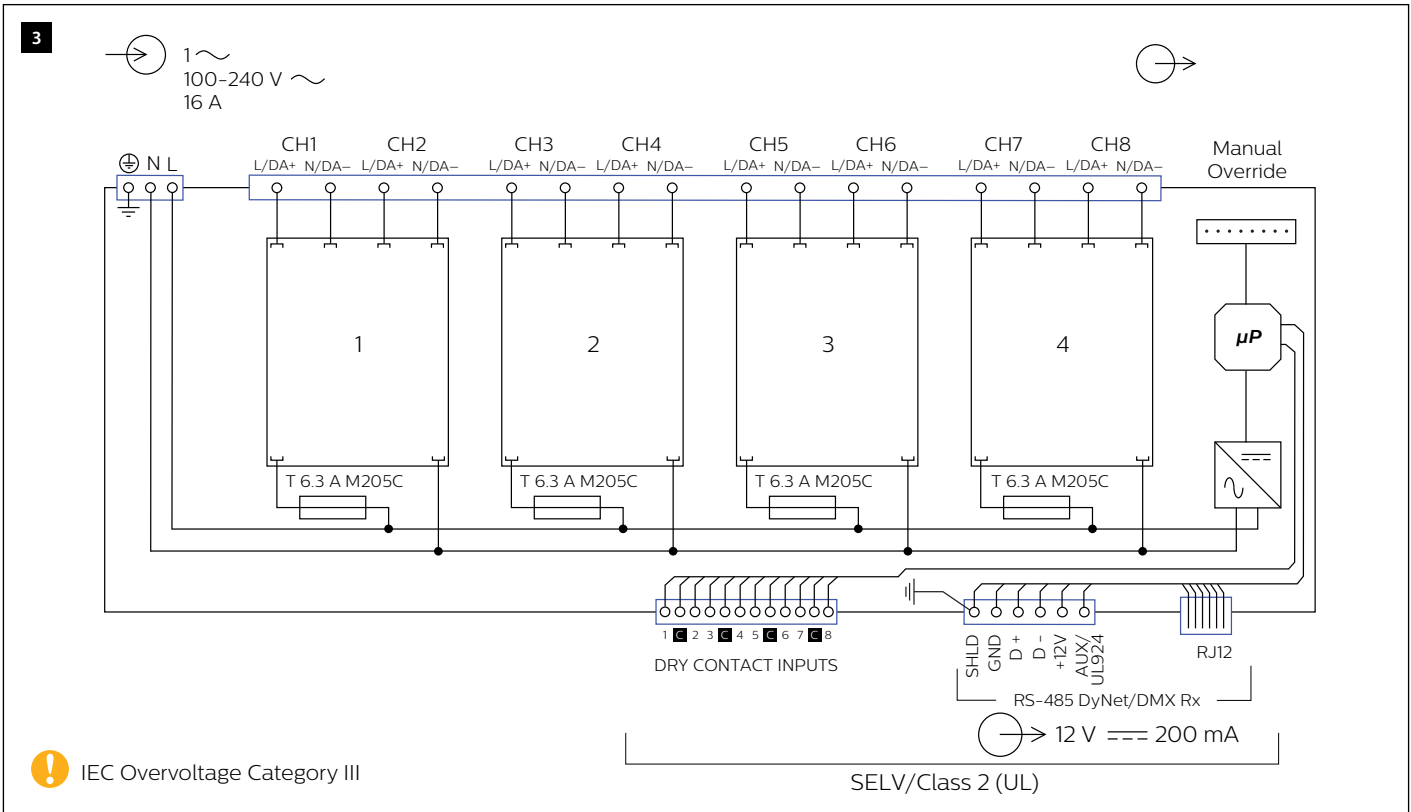 3
1
100-240 V
16 A
CH1 CH2 CH3 CH4 CH5 CH6 CH7 CH8
L/DA+ N/DA− L/DA+ N/DA− L/DA+ N/DA− L/DA+ N/DA− L/DA+ N/DA− L/DA+ N/DA− L/DA+ N/DA− L/DA+ N/DA−
N L
Manual
Override
1 2 3 4
µP
T 6.3 A M205C T 6.3 A M205C T 6.3 A M205C T 6.3 A M205C
1 C 2 3 C 4 5 C 6 7 C 8
DRY CONTACT INPUTS
SHLD
GND
D +
D -
+12V
AUX/
UL924
RJ12
RS-485 DyNet/DMX Rx
12 V 200 mA
SELV/Class 2 (UL)
! IEC Overvoltage Category III